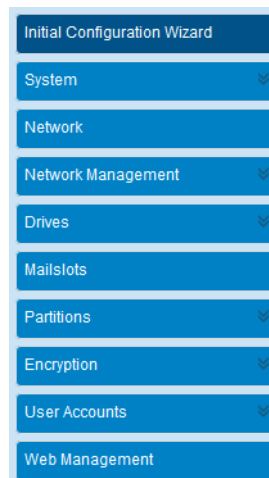 Initial Configuration Wizard
System
Network
Network Management
Drives
Mailslots
Partitions
Encryption
User Accounts
Web Management